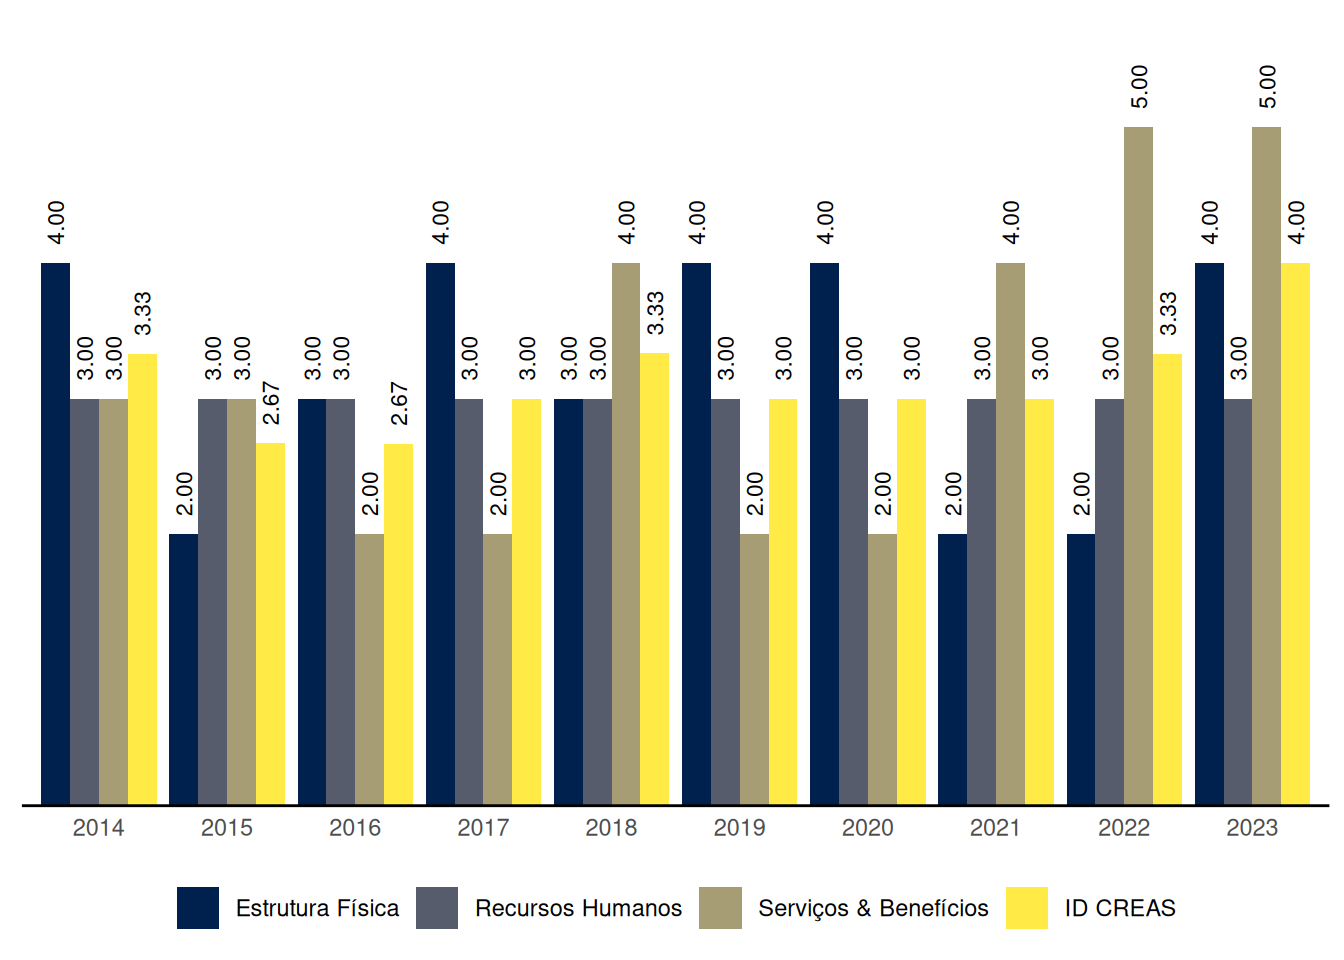 5.00 5.00
4.00 4.00 4.00 4.00 4.00 4.00 4.00 4.00
3.33 3.33 3.33
3.00 3.00 3.00 3.00 3.00 3.00 3.00 3.00 3.00 3.00 3.00 3.00 3.00 3.00 3.00 3.00 3.00 3.00
2.67 2.67
2.00 2.00 2.00 2.00 2.00 2.00 2.00
2014 2015 2016 2017 2018 2019 2020 2021 2022 2023
Estrutura Física Recursos Humanos Serviços & Benefícios ID CREAS